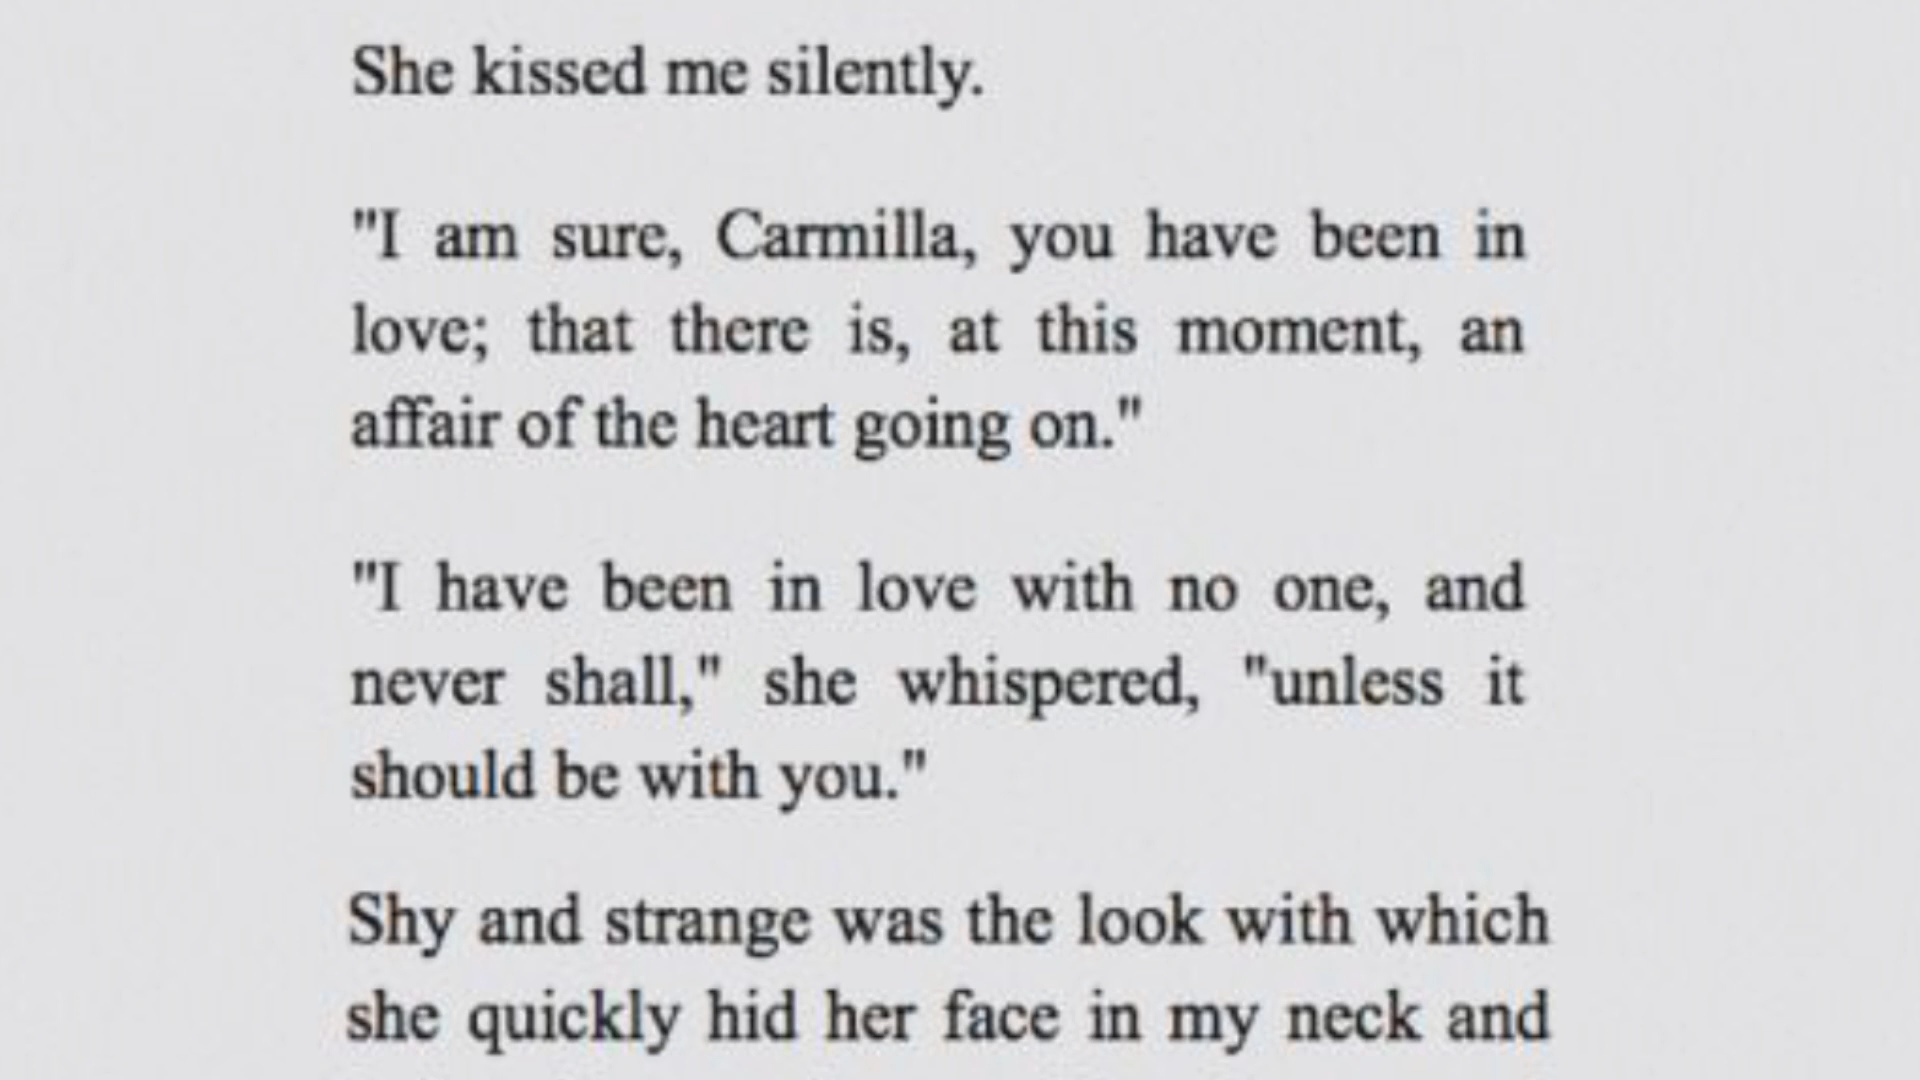 She kissed me silently.
"I am sure, Carmilla, you have been in
love; that there is, at this moment, an
affair of the heart going on."
"I have been in love with no one, and
never shall," she whispered, "unless it
should be with you."
Shy and strange was the look with which
she quickly hid her face in my neck and